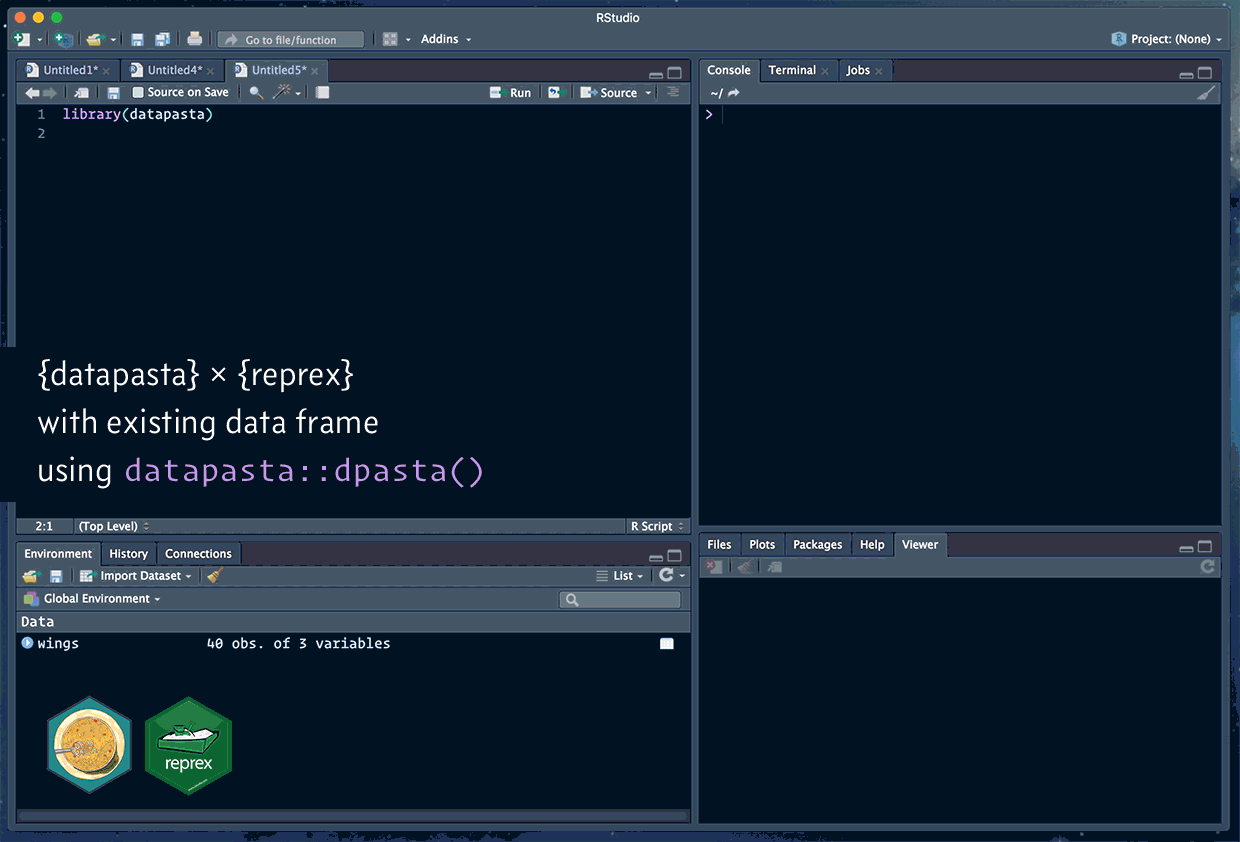 RStudio
Go to file/function
Addins
Project: (None)
Untitled1*
Untitled4*
Untitled5*
Source on Save
Run
Source
1 library(datapasta)
2
{datapasta} × {reprex}
with existing data frame
using datapasta::dpasta()
2:1
(Top Level)
R Script
Console
Terminal
Jobs
~/
>
Environment
History
Connections
Import Dataset
List
Global Environment
Data
wings 40 obs. of 3 variables
reprex
Files
Plots
Packages
Help
Viewer